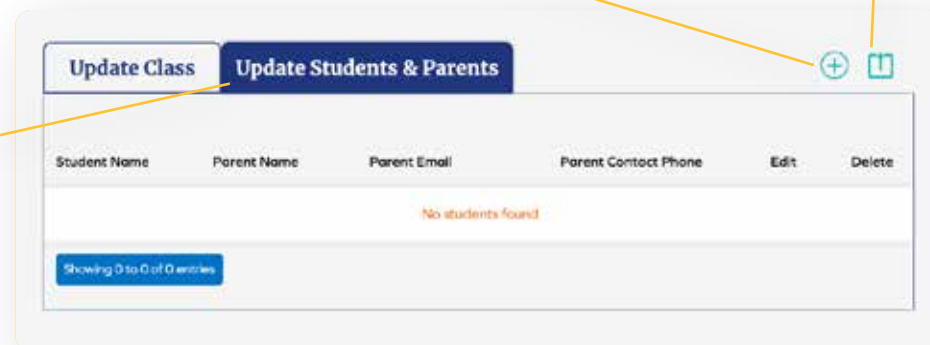 Update Class Update Students & Parents
Student Name Parent Name Parent Email Parent Contact Phone Edit Delete
No students found
Showing 0 to 0 of 0 entries